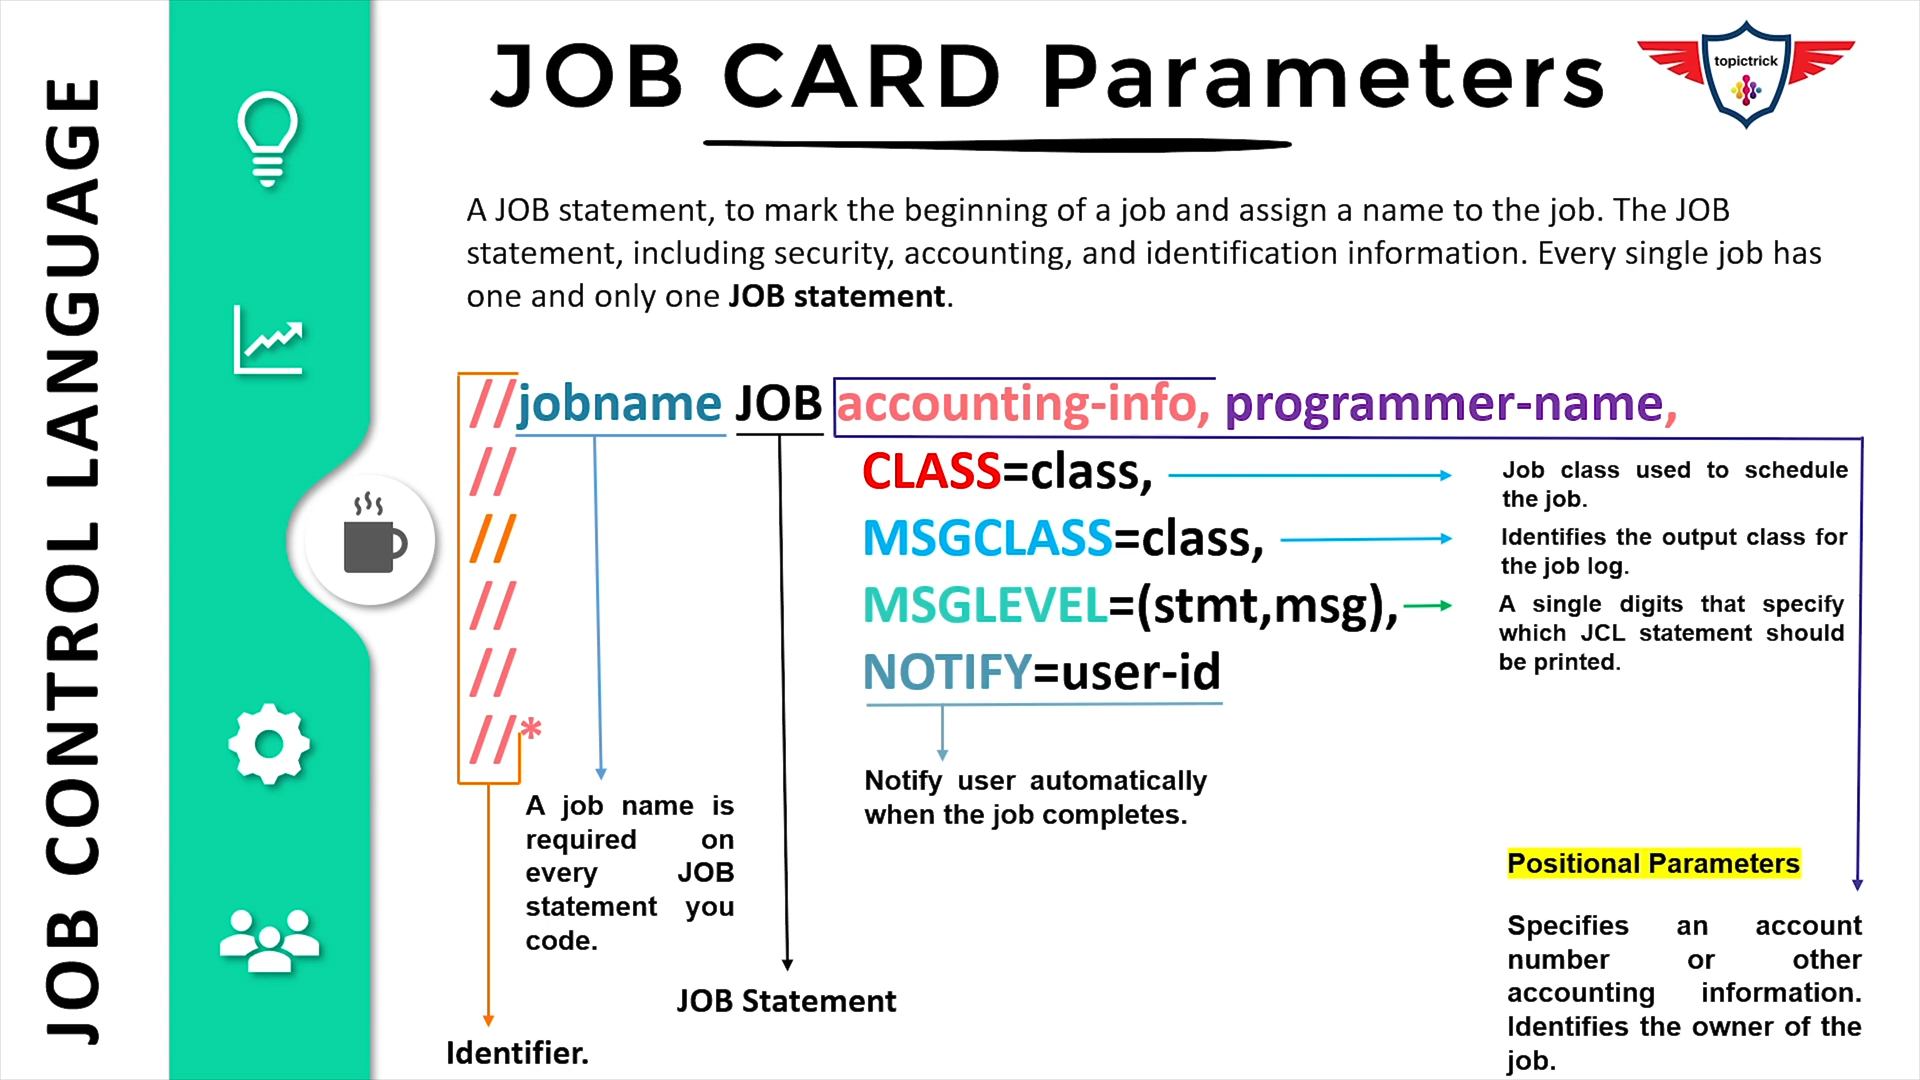 JOB CONTROL LANGUAGE
JOB CARD Parameters
topictrick
A JOB statement, to mark the beginning of a job and assign a name to the job. The JOB
statement, including security, accounting, and identification information. Every single job has
one and only one JOB statement.
//jobname JOB accounting-info, programmer-name,
// CLASS=class,
Job class used to schedule
the job.
// MSGCLASS=class,
Identifies the output class for
the job log.
// MSGLEVEL=(stmt,msg),
A single digits that specify
which JCL statement should
be printed.
// NOTIFY=user-id
//*
Notify user automatically
when the job completes.
A job name is
required on
every JOB
statement you
code.
JOB Statement
Identifier.
Positional Parameters
Specifies an account
number or other
accounting information.
Identifies the owner of the
job.